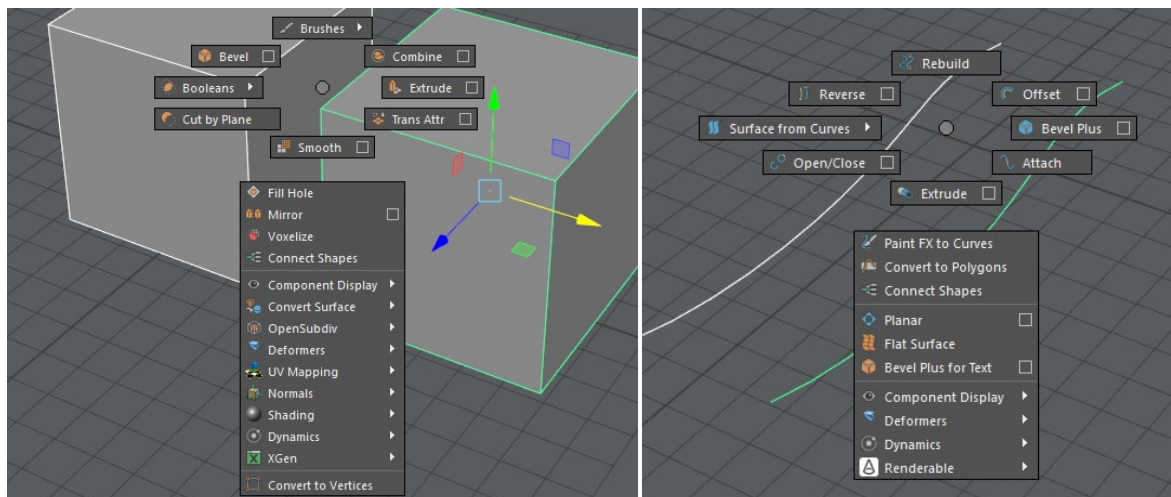 Brushes
Bevel
Combine
Booleans
Extrude
Cut by Plane
Trans Attr
Smooth
Fill Hole
Mirror
Voxelize
Connect Shapes
Component Display
Convert Surface
OpenSubdiv
Deformers
UV Mapping
Normals
Shading
Dynamics
XGen
Convert to Vertices
Rebuild
Reverse
Offset
Surface from Curves
Bevel Plus
Open/Close
Attach
Extrude
Paint FX to Curves
Convert to Polygons
Connect Shapes
Planar
Flat Surface
Bevel Plus for Text
Component Display
Deformers
Dynamics
Renderable